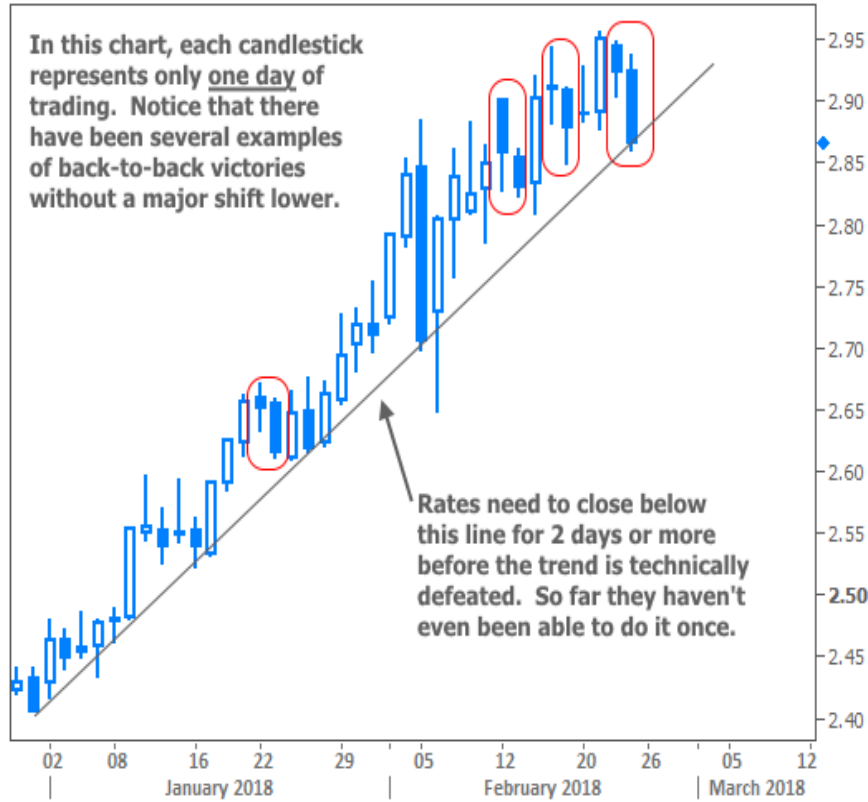 In this chart, each candlestick
represents only one day of
trading. Notice that there
have been several examples
of back-to-back victories
without a major shift lower.
2.95
2.90
2.85
2.80
2.75
2.70
2.65
2.60
2.55
2.50
2.45
2.40
Rates need to close below
this line for 2 days or more
before the trend is technically
defeated. So far they haven't
even been able to do it once.
02 08 16 22 29 05 12 20 26 05 12
January 2018 February 2018 March 2018